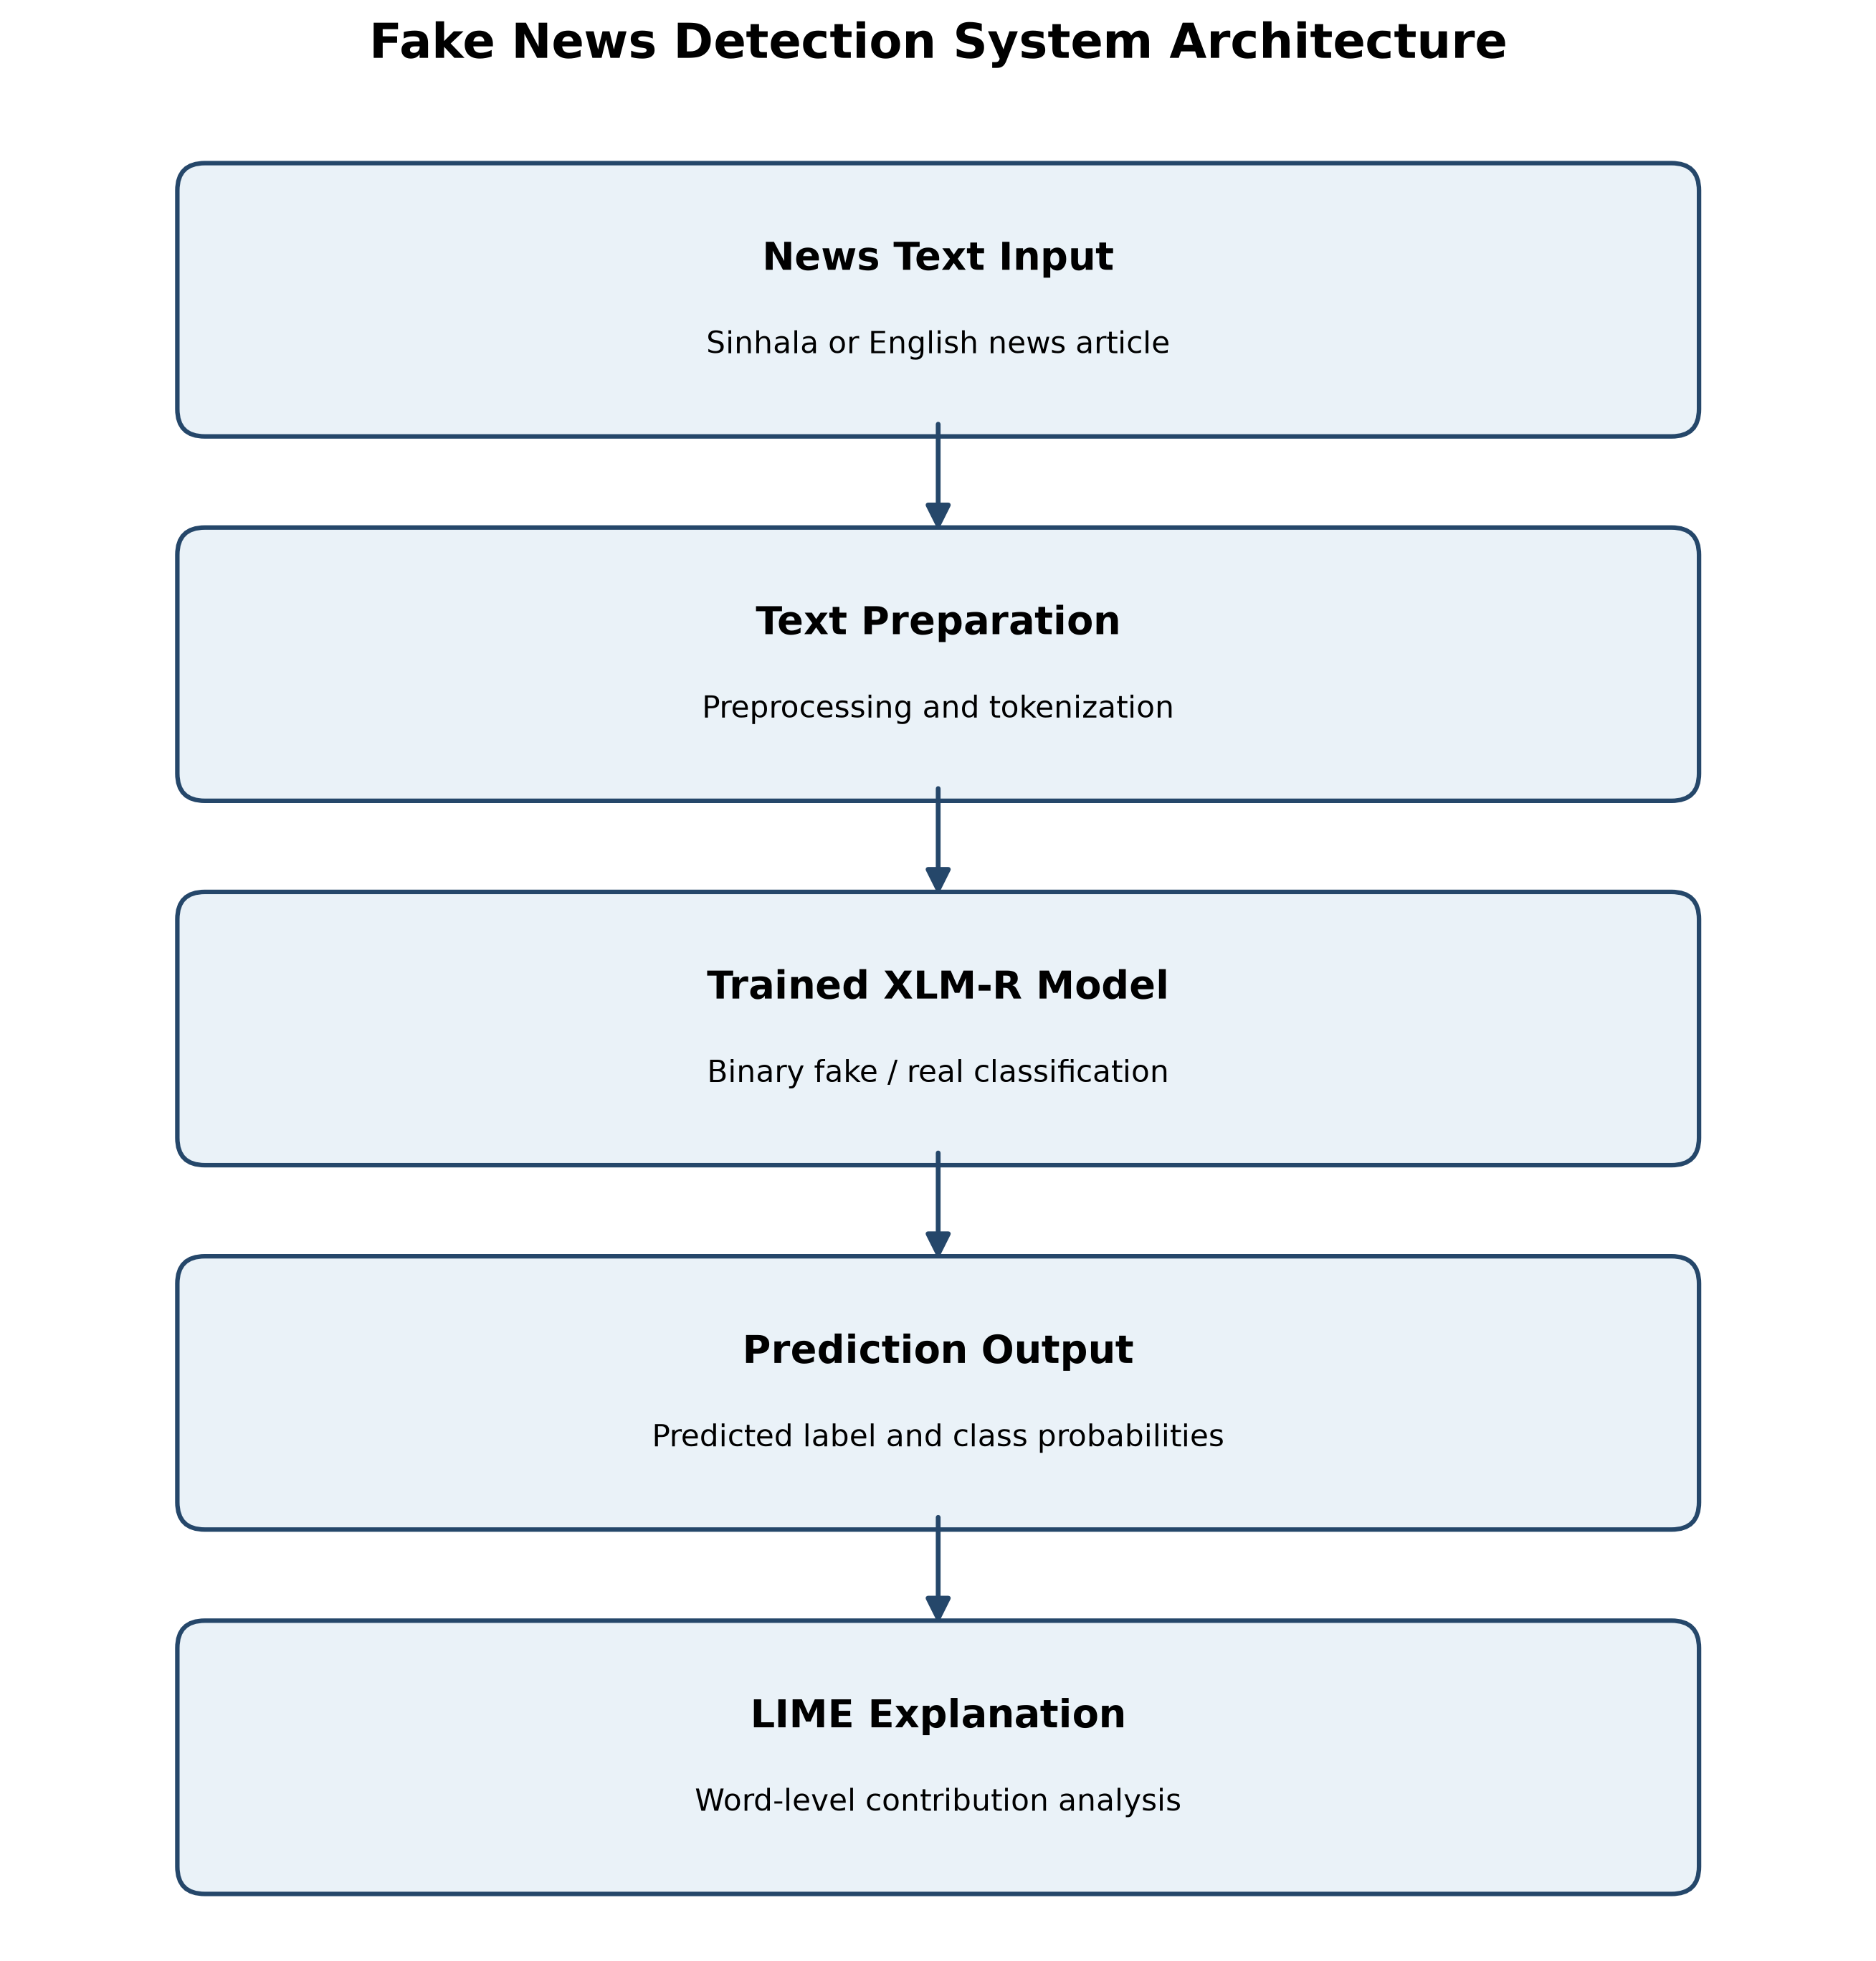 Fake News Detection System Architecture
News Text Input
Sinhala or English news article
Text Preparation
Preprocessing and tokenization
Trained XLM-R Model
Binary fake / real classification
Prediction Output
Predicted label and class probabilities
LIME Explanation
Word-level contribution analysis